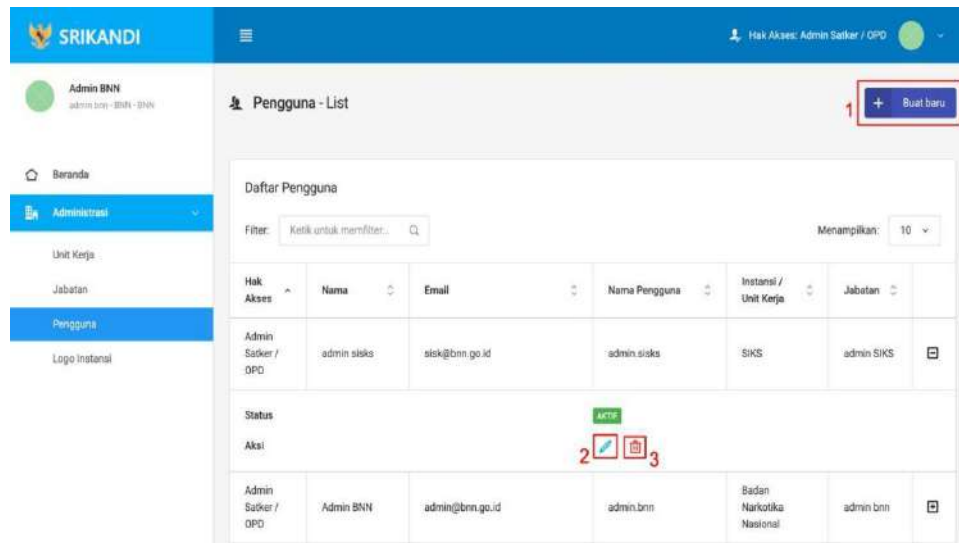 SRIKANDI
Hak Akses: Admin Satker / OPD
Admin BNN
admin bnn - BNN - BNN
Pengguna - List
1
+ Buat baru
Beranda
Administrasi
Unit Kerja
Jabatan
Pengguna
Logo Instansi
Daftar Pengguna
Filter: Ketik untuk memfilter... Menampilkan: 10
Hak Akses Nama Email Nama Pengguna Instansi / Unit Kerja Jabatan
Admin Satker / OPD admin sisks sisk@bnn.go.id admin.sisks SIKS admin SIKS
Status AKTIF
Aksi 2 3
Admin Satker / OPD Admin BNN admin@bnn.go.id admin.bnn Badan Narkotika Nasional admin bnn